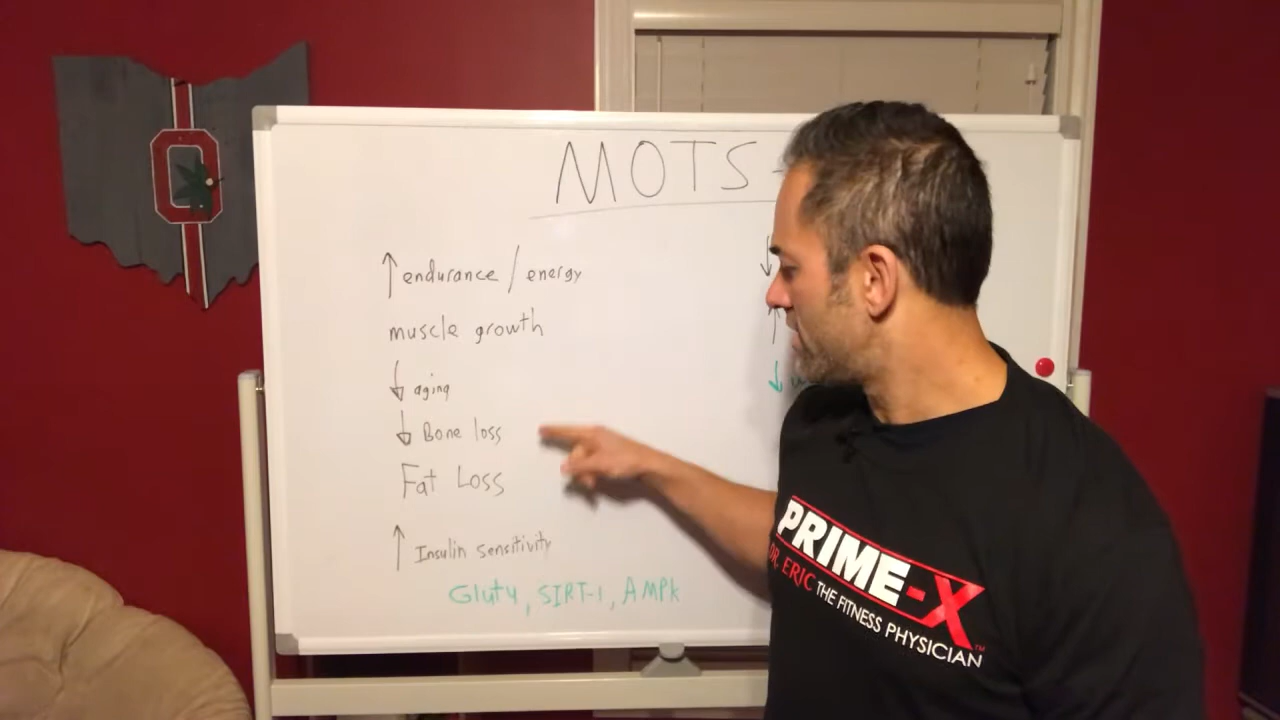 MOTS -
↑ endurance / energy
muscle growth
↓ aging
↓ Bone loss
Fat Loss
↑ Insulin sensitivity
Glut4, SIRT-1, AMPk
↓
↑
↓
O
PRIME-X
DR. ERIC THE FITNESS PHYSICIAN